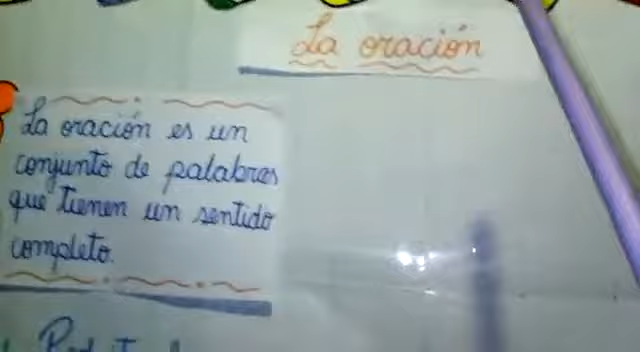 La oración
La oración es un
conjunto de palabras
que tienen un sentido
completo.